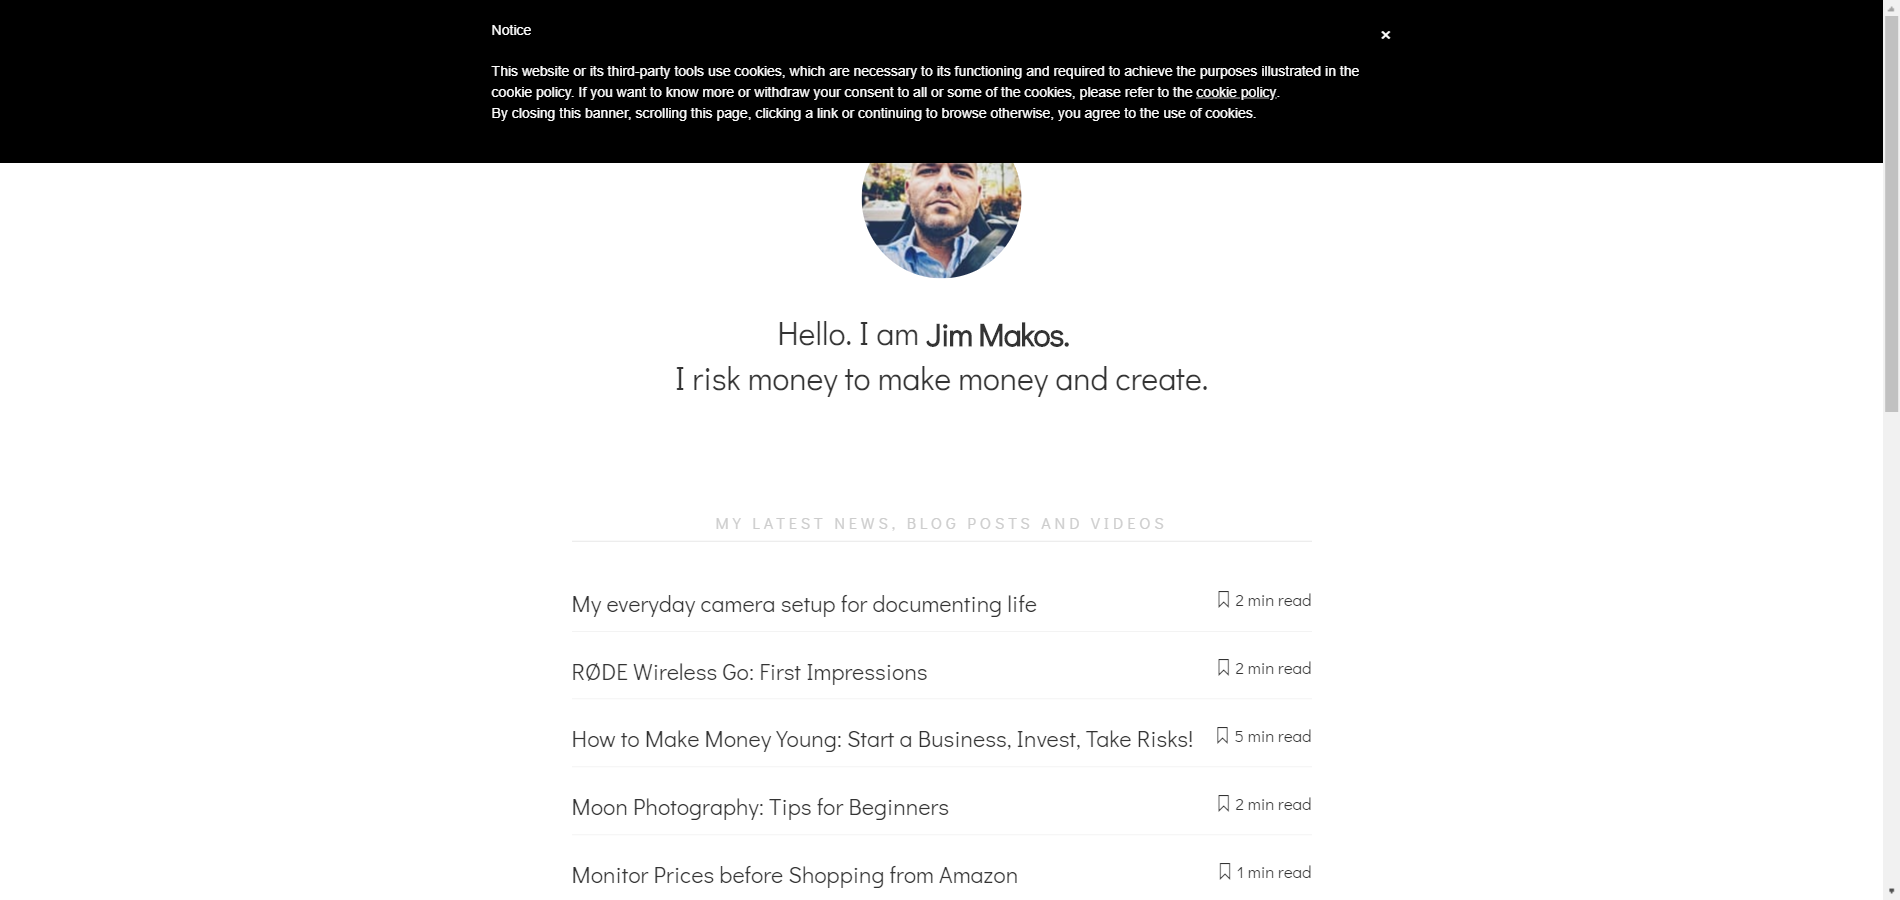 Notice
×
This website or its third-party tools use cookies, which are necessary to its functioning and required to achieve the purposes illustrated in the
cookie policy. If you want to know more or withdraw your consent to all or some of the cookies, please refer to the cookie policy.
By closing this banner, scrolling this page, clicking a link or continuing to browse otherwise, you agree to the use of cookies.
Hello. I am Jim Makos.
I risk money to make money and create.
MY LATEST NEWS, BLOG POSTS AND VIDEOS
My everyday camera setup for documenting life 2 min read
RØDE Wireless Go: First Impressions 2 min read
How to Make Money Young: Start a Business, Invest, Take Risks! 5 min read
Moon Photography: Tips for Beginners 2 min read
Monitor Prices before Shopping from Amazon 1 min read